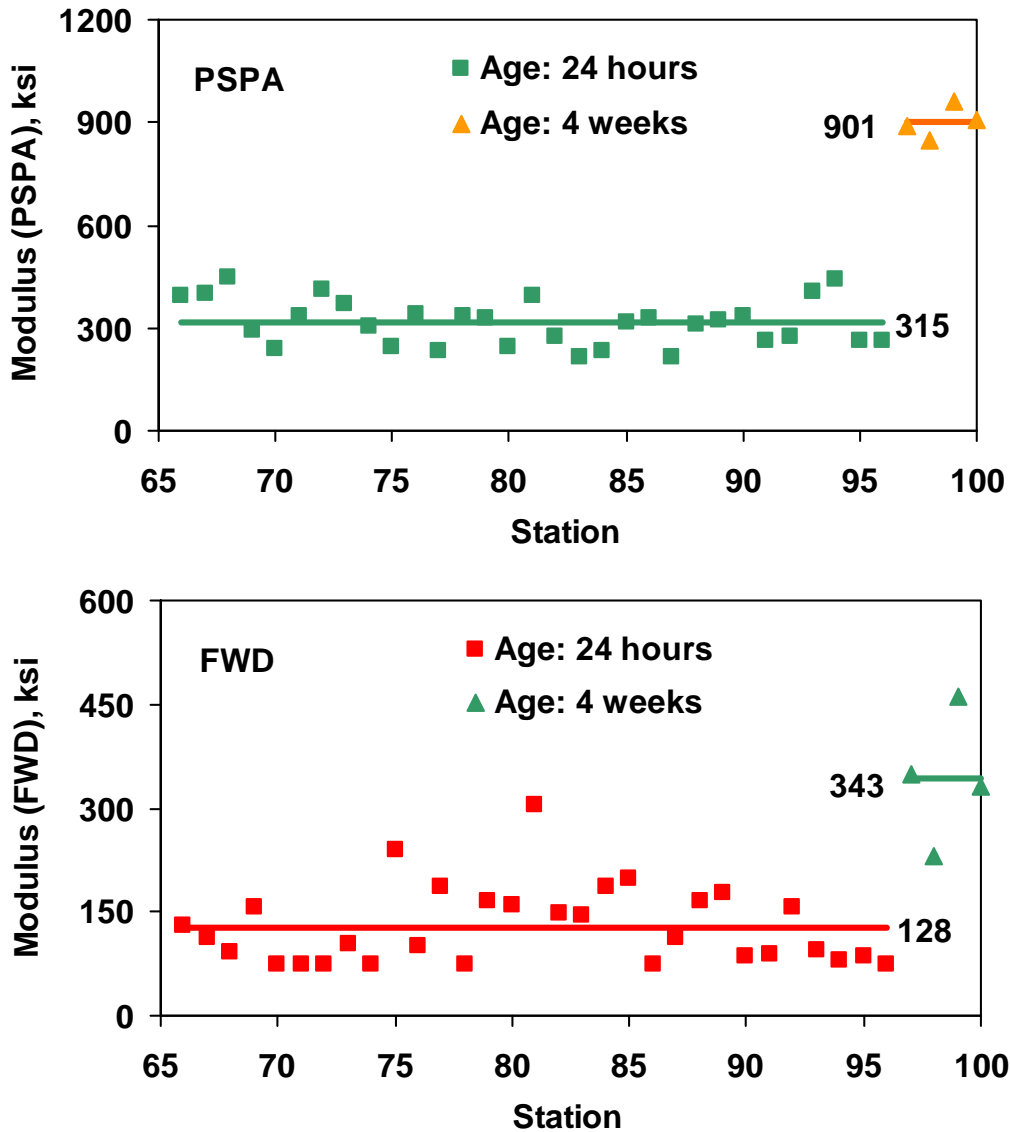 1200
900
600
300
0
Modulus (PSPA), ksi
PSPA
Age: 24 hours
Age: 4 weeks
901
315
65 70 75 80 85 90 95 100
Station
600
450
300
150
0
Modulus (FWD), ksi
FWD
Age: 24 hours
Age: 4 weeks
343
128
65 70 75 80 85 90 95 100
Station